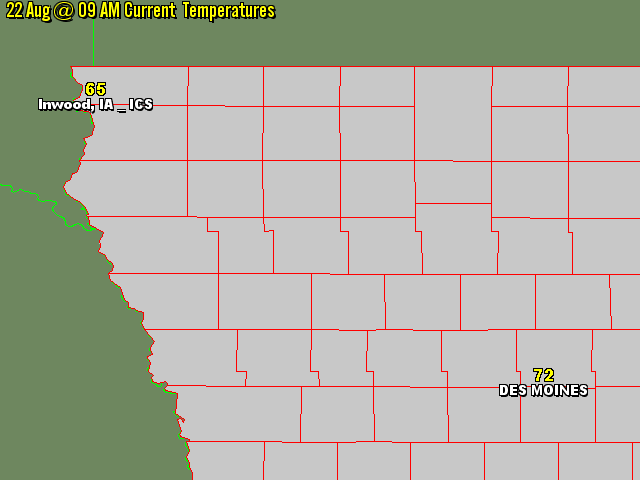 22 Aug @ 09 AM Current Temperatures
65
Inwood, IA _ ICS
72
DES MOINES